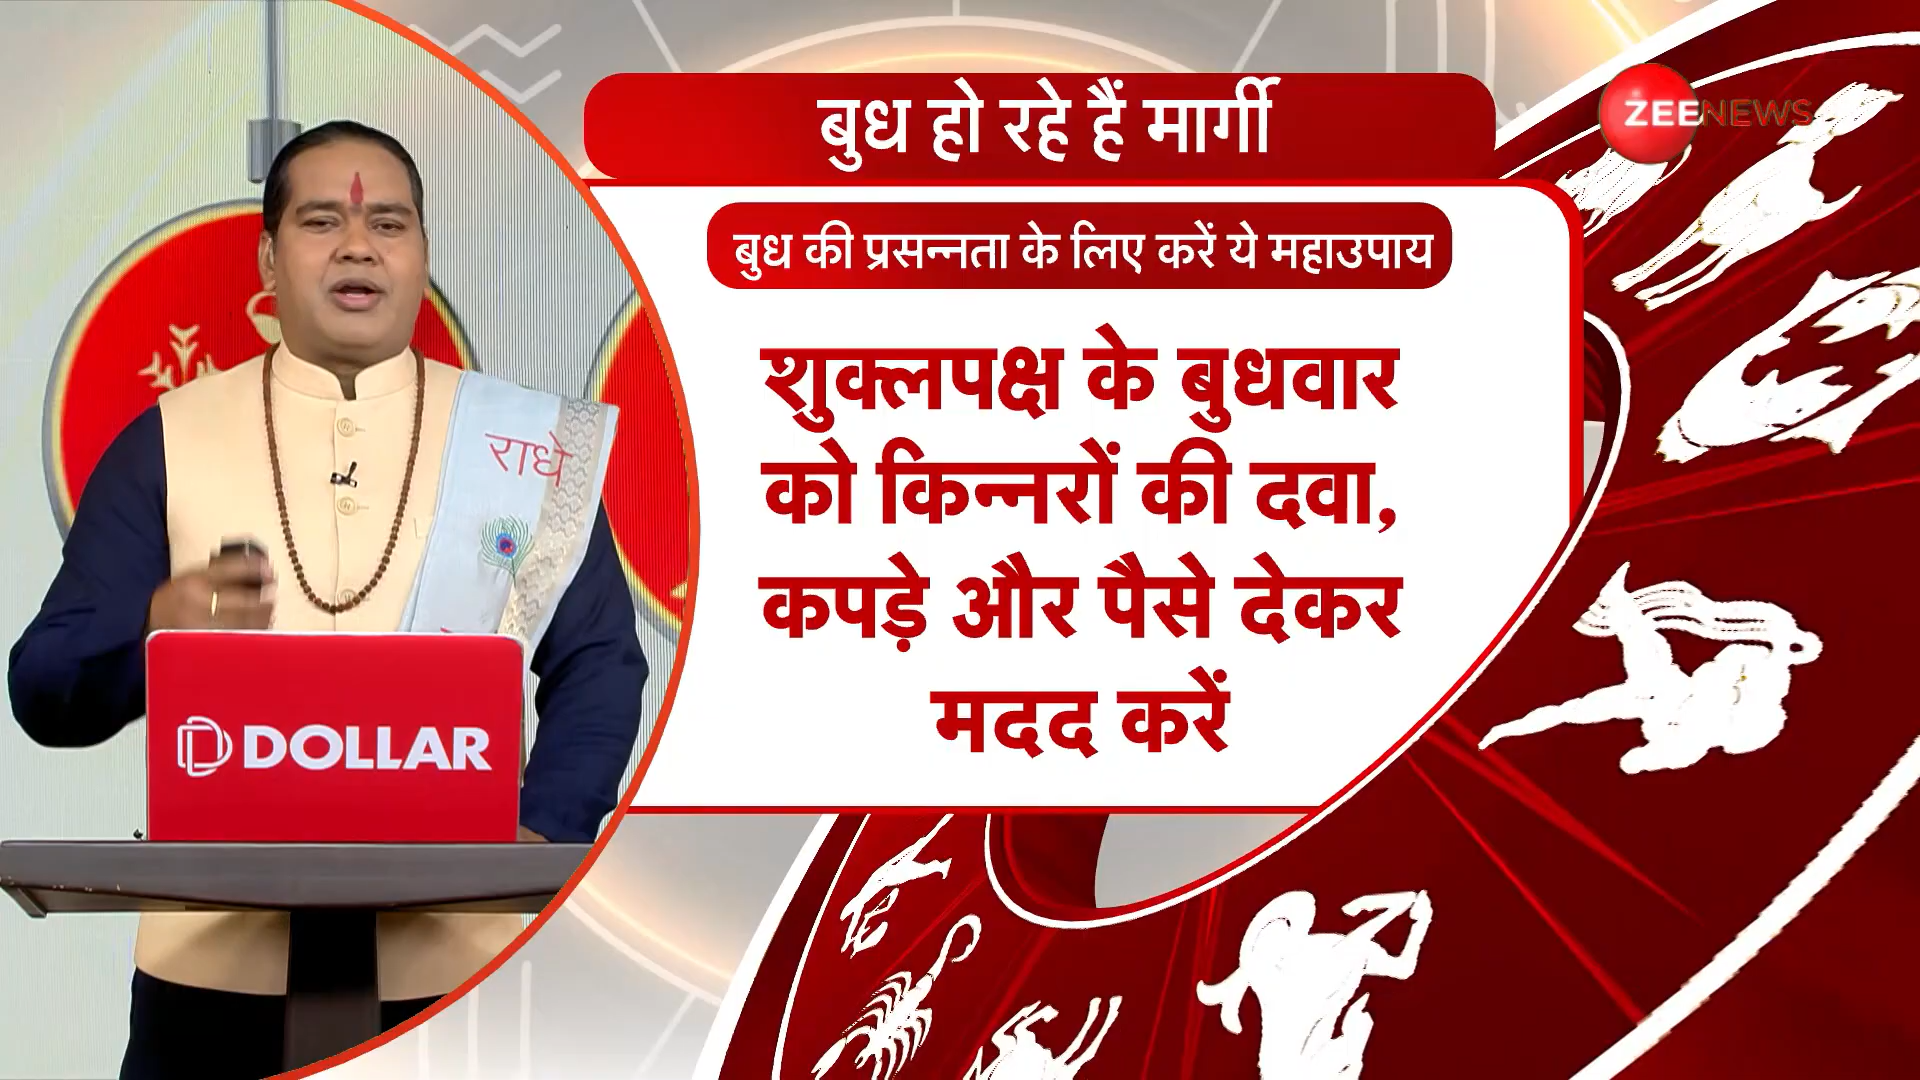 बुध हो रहे हैं मार्गी
ZEENEWS
बुध की प्रसन्नता के लिए करें ये महाउपाय
शुक्लपक्ष के बुधवार
को किन्नरों की दवा,
कपड़े और पैसे देकर
मदद करें
राधे
DOLLAR